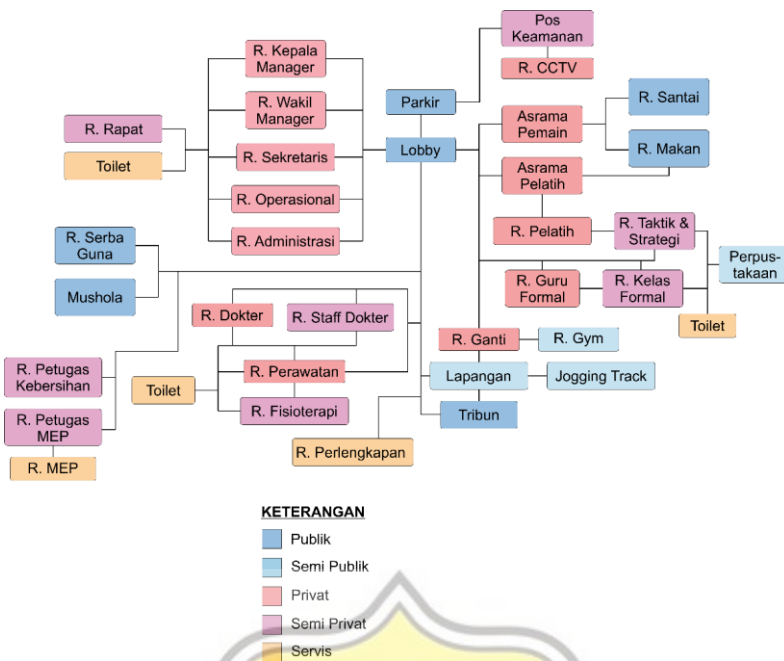 Pos
Keamanan
R. CCTV
R. Kepala
Manager
R. Wakil
Manager
R. Sekretaris
R. Operasional
R. Administrasi
R. Rapat
Toilet
Parkir
Lobby
Asrama
Pemain
R. Santai
R. Makan
Asrama
Pelatih
R. Pelatih
R. Taktik &
Strategi
Perpus-
takaan
R. Guru
Formal
R. Kelas
Formal
Toilet
R. Serba
Guna
Mushola
R. Dokter
R. Staff Dokter
R. Perawatan
Toilet
R. Fisioterapi
R. Ganti
R. Gym
Lapangan
Jogging Track
Tribun
R. Petugas
Kebersihan
R. Petugas
MEP
R. MEP
R. Perlengkapan
KETERANGAN
Publik
Semi Publik
Privat
Semi Privat
Servis